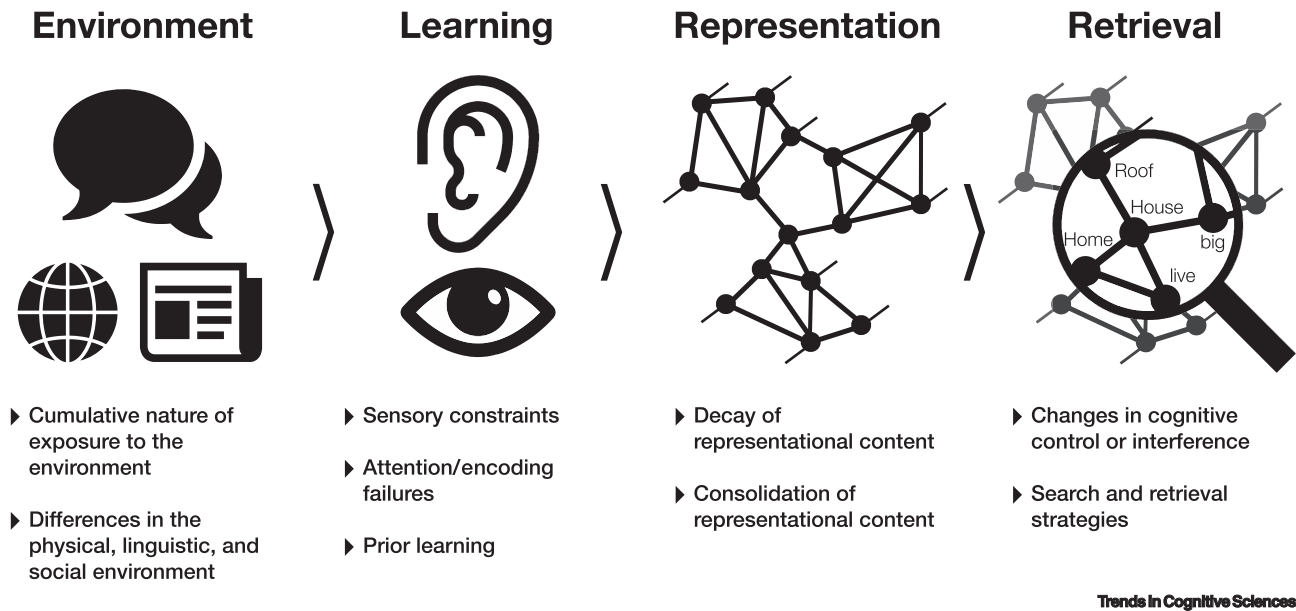 Environment
Learning
Representation
Retrieval
Roof
House
Home
big
live
Cumulative nature of
exposure to the
environment
Differences in the
physical, linguistic, and
social environment
Sensory constraints
Attention/encoding
failures
Prior learning
Decay of
representational content
Consolidation of
representational content
Changes in cognitive
control or interference
Search and retrieval
strategies
Trends in Cognitive Sciences